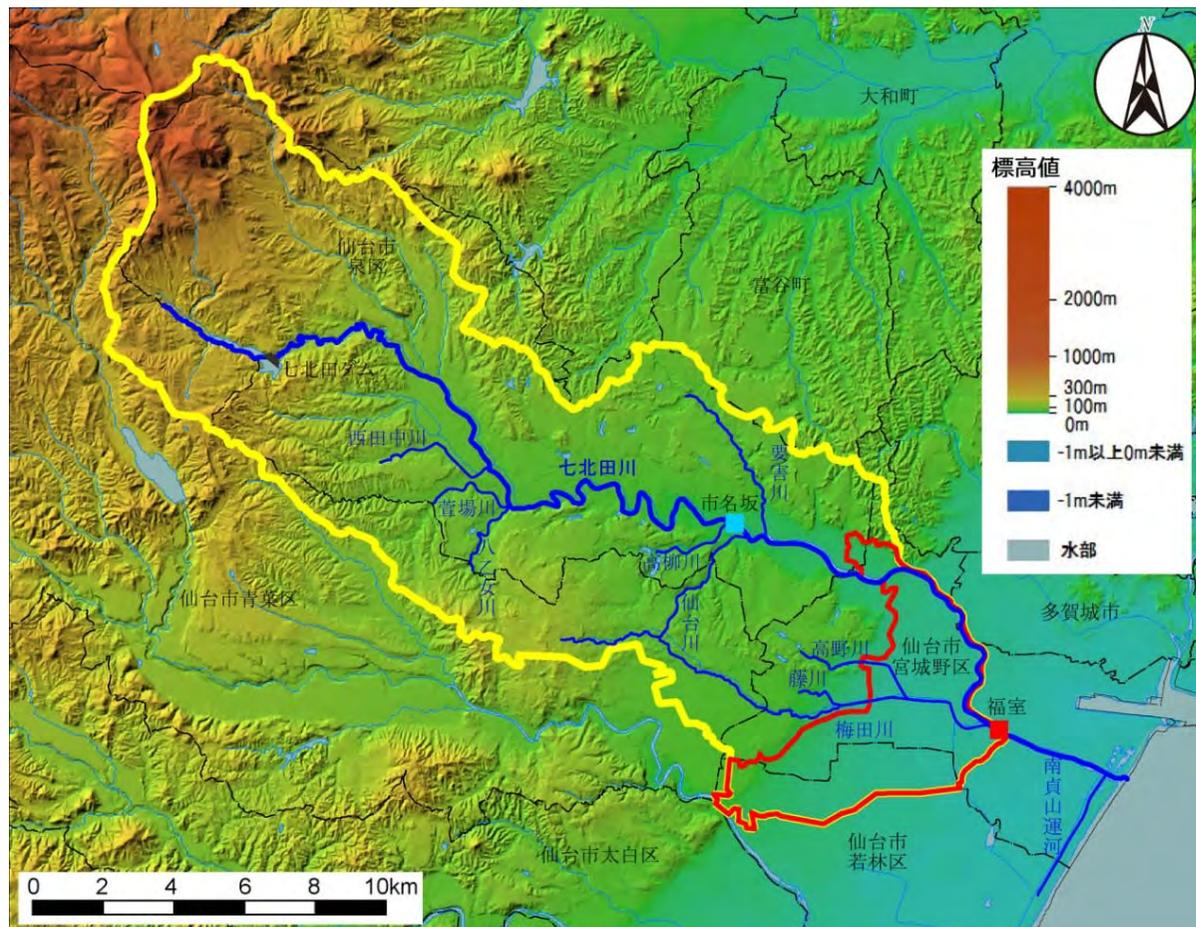 N
大和町
標高値
4000m
2000m
1000m
300m
100m
0m
-1m以上0m未満
-1m未満
水部
仙台市
泉区
富谷町
七北田ダム
西田中川
七北田川
要害川
市名坂
萱場川
八乙女川
高柳川
仙台川
仙台市青葉区
多賀城市
高野川
仙台市
宮城野区
藤川
福室
梅田川
南貞山運河
仙台市
若林区
仙台市太白区
0 2 4 6 8 10km